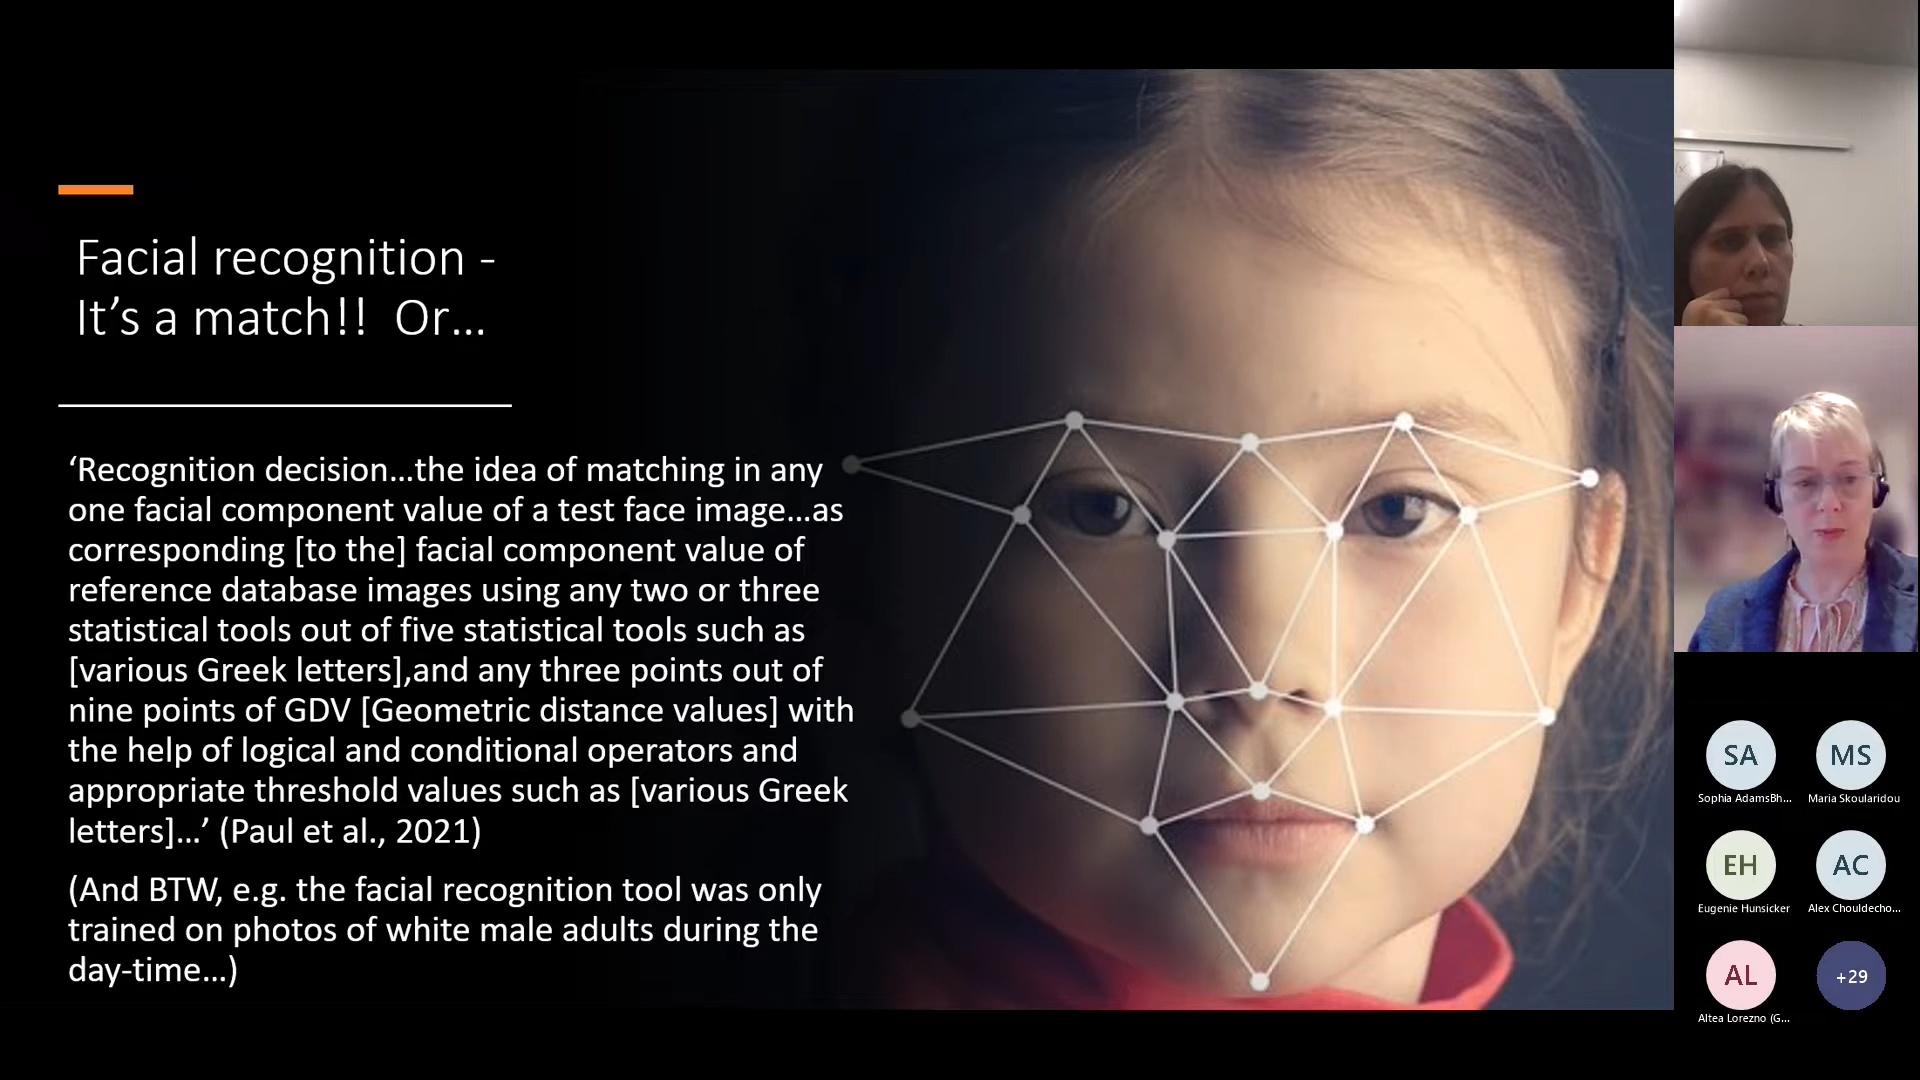 Facial recognition -
It’s a match!! Or...
‘Recognition decision...the idea of matching in any
one facial component value of a test face image...as
corresponding [to the] facial component value of
reference database images using any two or three
statistical tools out of five statistical tools such as
[various Greek letters],and any three points out of
nine points of GDV [Geometric distance values] with
the help of logical and conditional operators and
appropriate threshold values such as [various Greek
letters]...’ (Paul et al., 2021)
(And BTW, e.g. the facial recognition tool was only
trained on photos of white male adults during the
day-time...)
SA
MS
Sophia AdamsBh...
Maria Skoularidou
EH
AC
Eugenie Hunsicker
Alex Chouldecho...
AL
+29
Altea Lorezno (G...